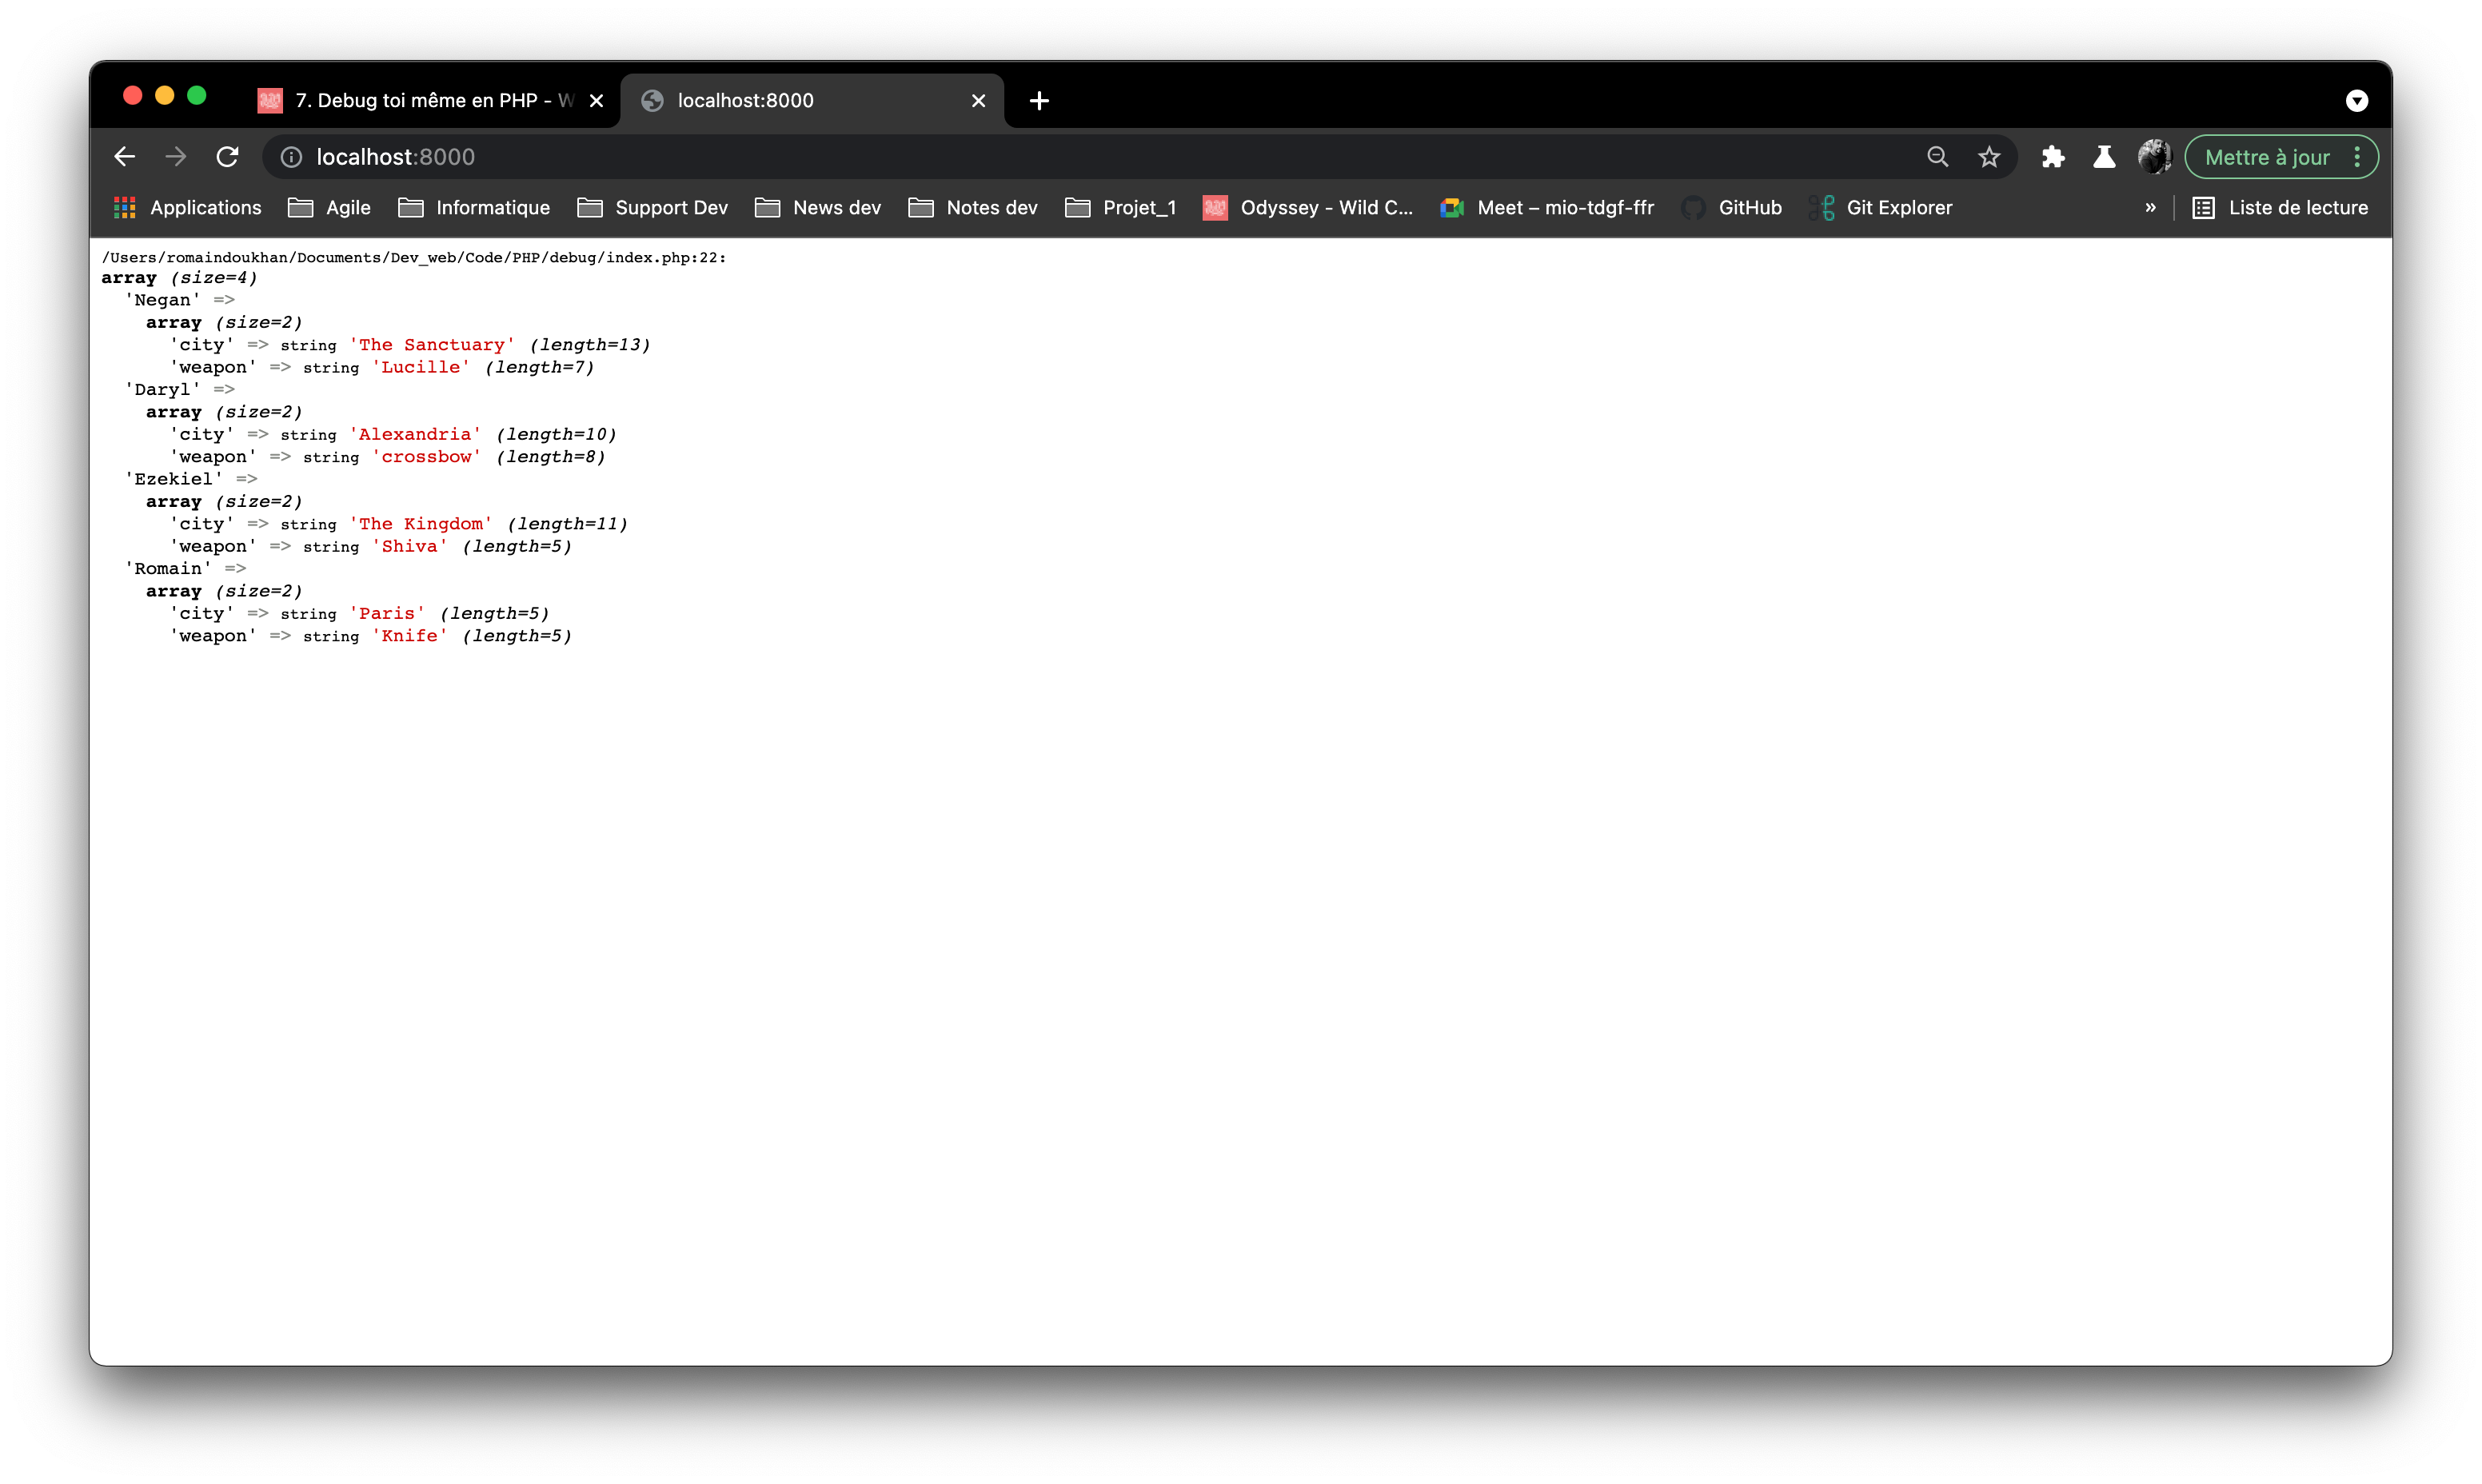 7. Debug toi même en PHP - W
localhost:8000
localhost:8000
Mettre à jour
Applications
Agile
Informatique
Support Dev
News dev
Notes dev
Projet_1
Odyssey - Wild C...
Meet – mio-tdgf-ffr
GitHub
Git Explorer
»
Liste de lecture
/Users/romaindoukhan/Documents/Dev_web/Code/PHP/debug/index.php:22:
array (size=4)
'Negan' =>
array (size=2)
'city' => string 'The Sanctuary' (length=13)
'weapon' => string 'Lucille' (length=7)
'Daryl' =>
array (size=2)
'city' => string 'Alexandria' (length=10)
'weapon' => string 'crossbow' (length=8)
'Ezekiel' =>
array (size=2)
'city' => string 'The Kingdom' (length=11)
'weapon' => string 'Shiva' (length=5)
'Romain' =>
array (size=2)
'city' => string 'Paris' (length=5)
'weapon' => string 'Knife' (length=5)